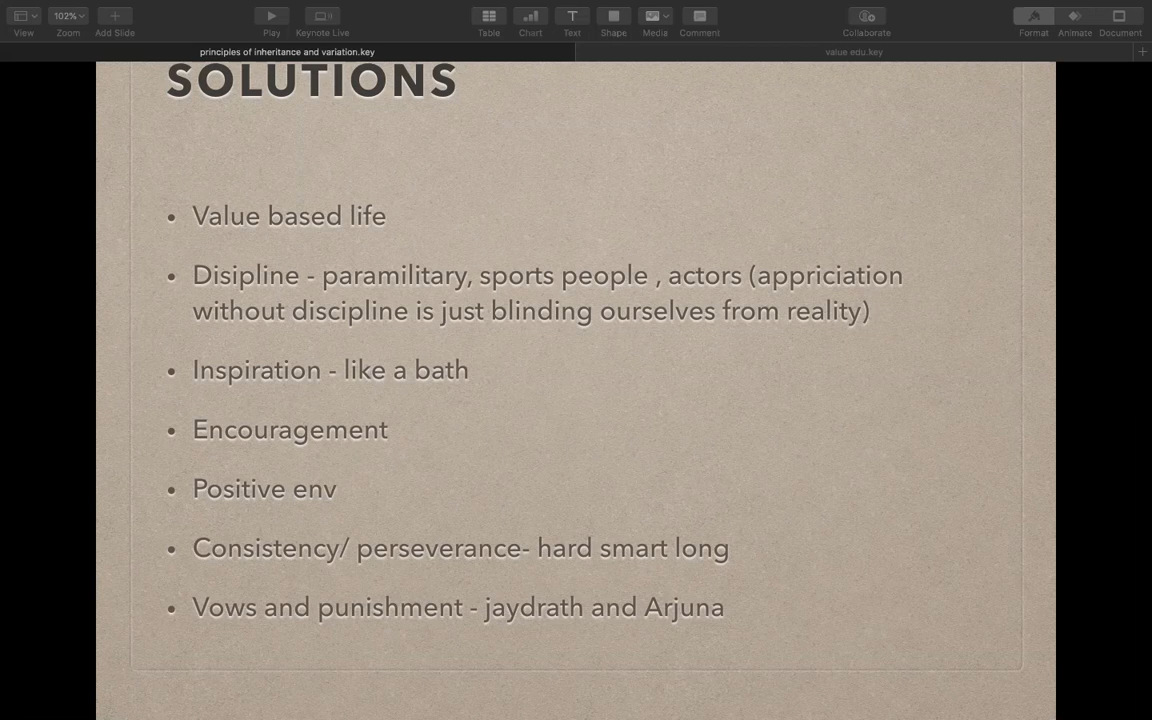 102%
View
Zoom
Add Slide
Play
Keynote Live
Table
Chart
T
Text
Shape
Media
Comment
Collaborate
Format
Animate
Document
principles of inheritance and variation.key
value edu.key
SOLUTIONS
• Value based life
• Disipline - paramilitary, sports people , actors (appriciation
without discipline is just blinding ourselves from reality)
• Inspiration - like a bath
• Encouragement
• Positive env
• Consistency/ perseverance- hard smart long
• Vows and punishment - jaydrath and Arjuna